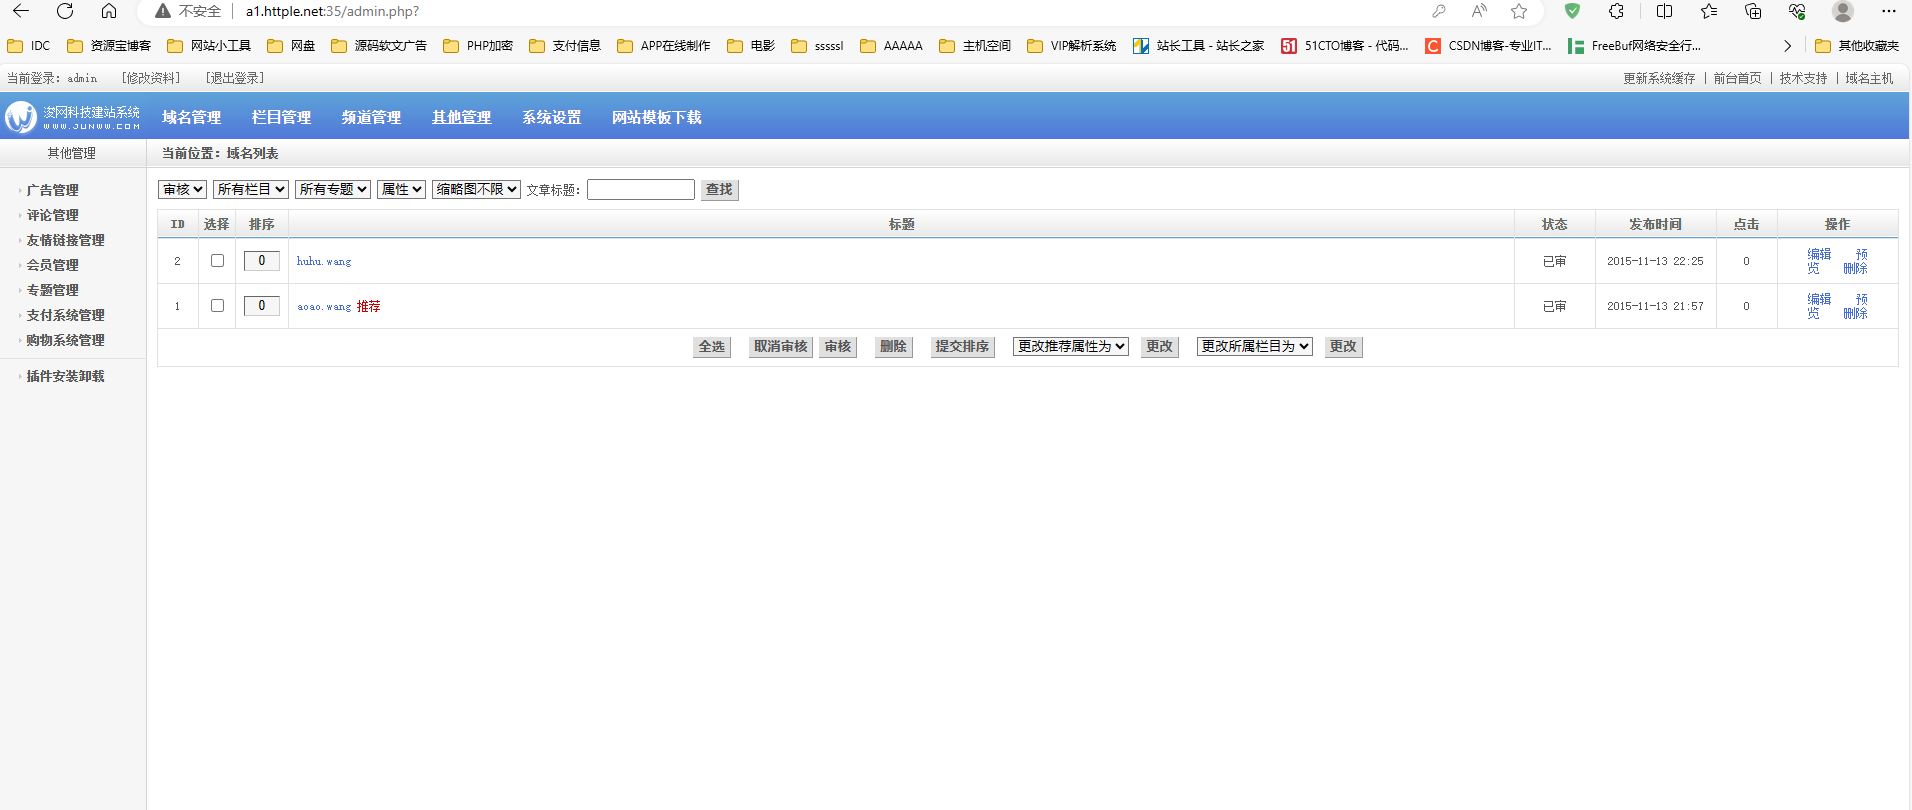 不安全 a1.httple.net:35/admin.php?
IDC 资源宝博客 网站小工具 网盘 源码软文广告 PHP加密 支付信息 APP在线制作 电影 sssssl AAAAA 主机空间 VIP解析系统 站长工具 - 站长之家 51CTO博客 - 代码... CSDN博客-专业IT... FreeBuf网络安全行... 其他收藏夹
当前登录：admin [修改资料] [退出登录] 更新系统缓存 | 前台首页 | 技术支持 | 域名主机
浚网科技建站系统
WWW.JUNWW.COM
域名管理 栏目管理 频道管理 其他管理 系统设置 网站模板下载
其他管理 当前位置：域名列表
广告管理
评论管理
友情链接管理
会员管理
专题管理
支付系统管理
购物系统管理
插件安装卸载
审核 所有栏目 所有专题 属性 缩略图不限 文章标题： 查找
ID 选择 排序 标题 状态 发布时间 点击 操作
2 0 huhu.wang 已审 2015-11-13 22:25 0 编辑 预
览 删除
1 0 aoao.wang 推荐 已审 2015-11-13 21:57 0 编辑 预
览 删除
全选 取消审核 审核 删除 提交排序 更改推荐属性为 更改 更改所属栏目为 更改